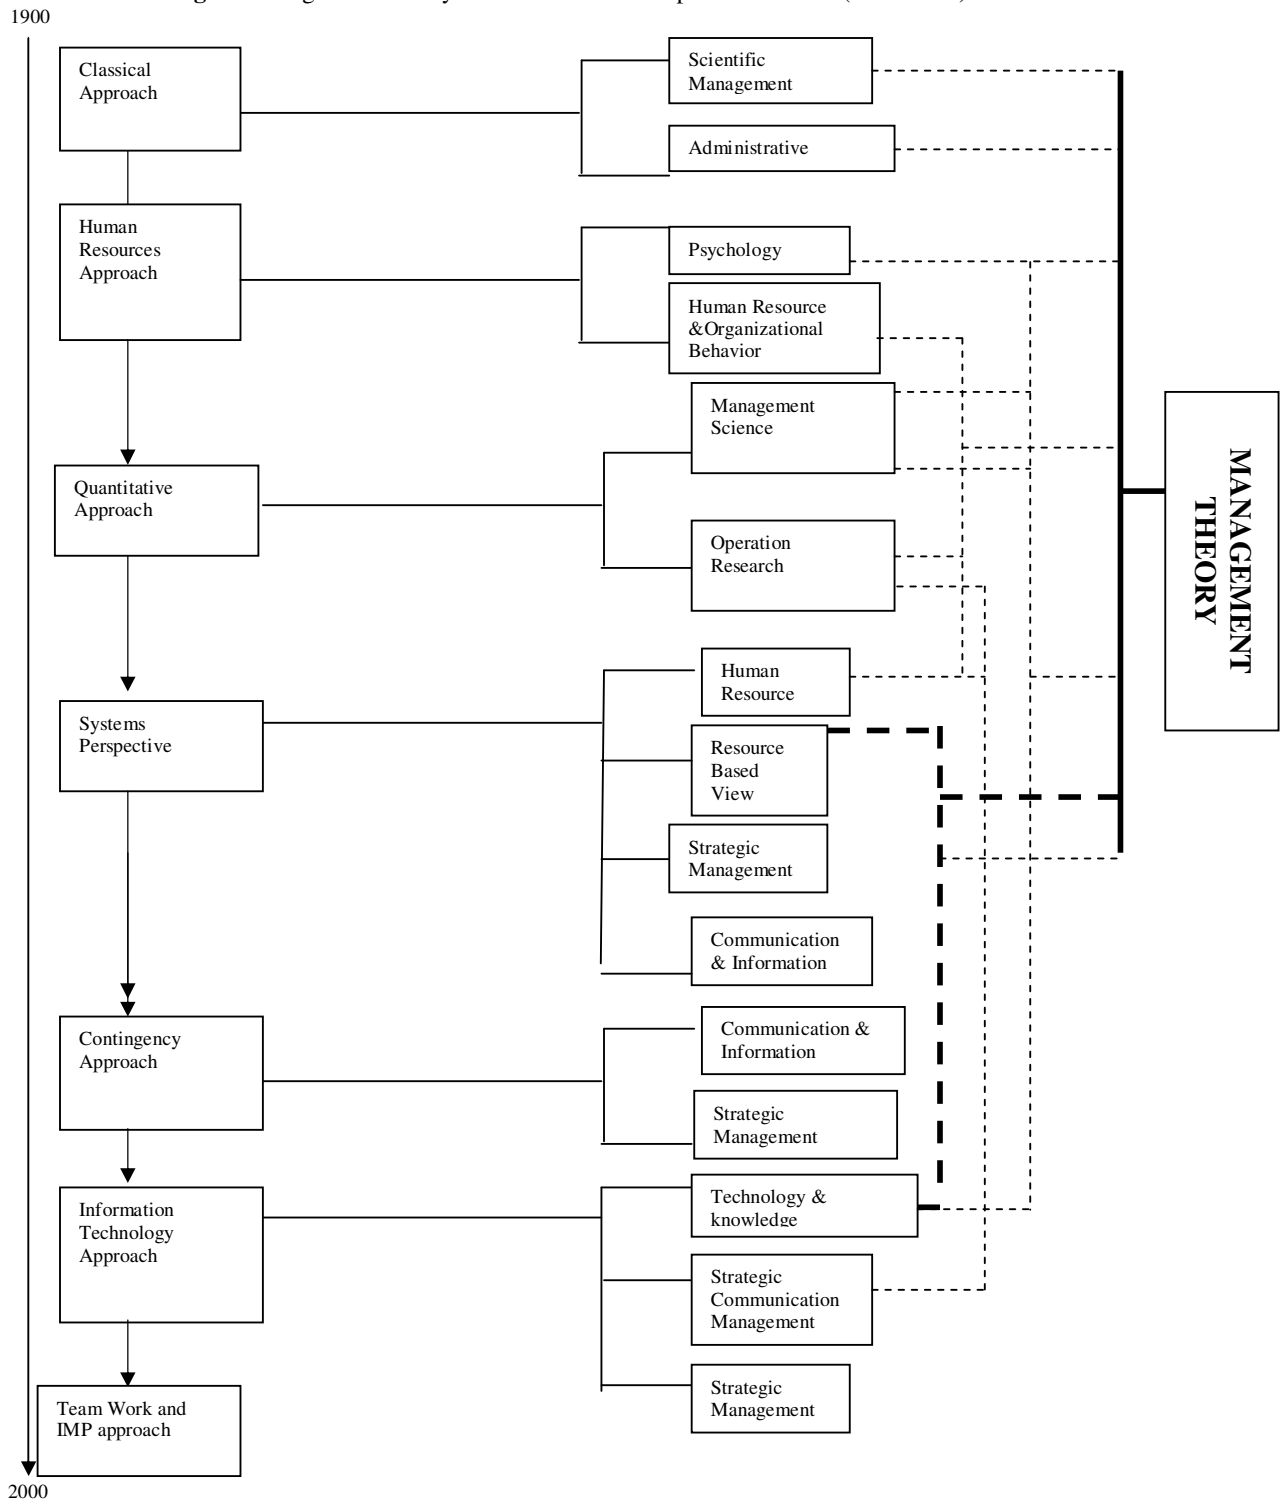 1900
Classical
Approach
Scientific
Management
Administrative
Human
Resources
Approach
Psychology
Human Resource
&Organizational
Behavior
Management
Science
Quantitative
Approach
Operation
Research
MANAGEMENT
THEORY
Human
Resource
Systems
Perspective
Resource
Based
View
Strategic
Management
Communication
& Information
Contingency
Approach
Communication &
Information
Strategic
Management
Information
Technology
Approach
Technology &
knowledge
Strategic
Communication
Management
Strategic
Management
Team Work and
IMP approach
2000